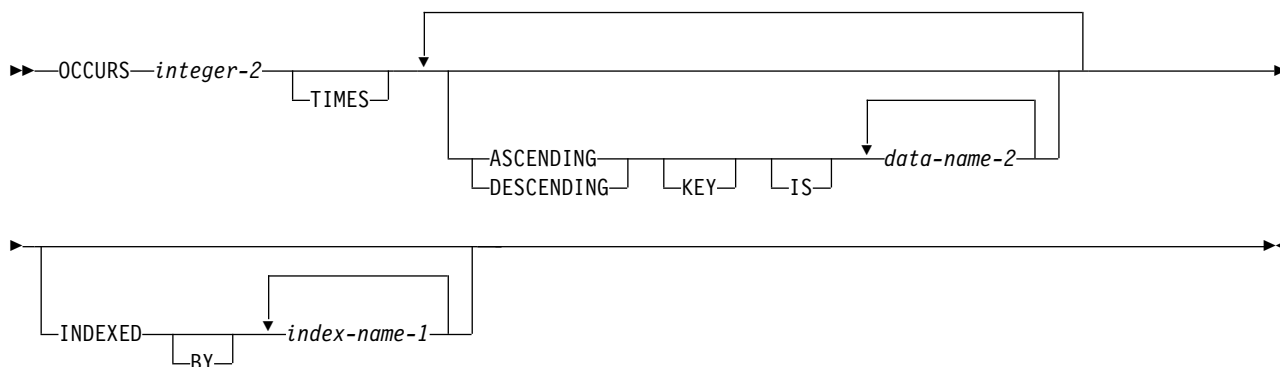 OCCURS integer-2
TIMES
ASCENDING data-name-2
DESCENDING KEY IS
INDEXED index-name-1
BY